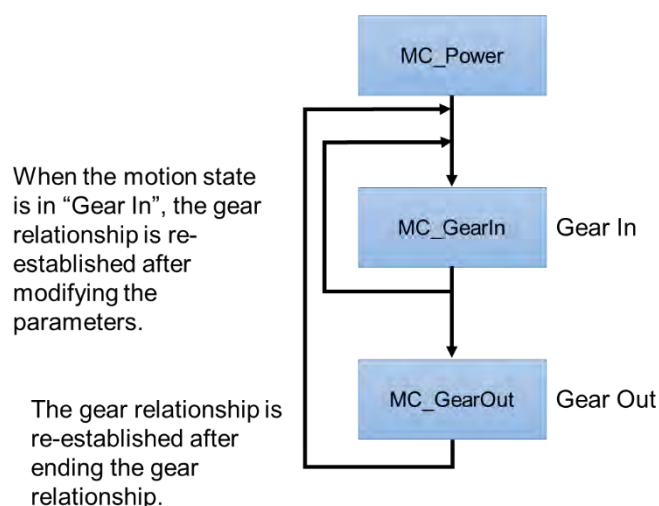 MC_Power
When the motion state
is in “Gear In”, the gear
relationship is re-
established after
modifying the
parameters.
MC_GearIn
Gear In
MC_GearOut
Gear Out
The gear relationship is
re-established after
ending the gear
relationship.